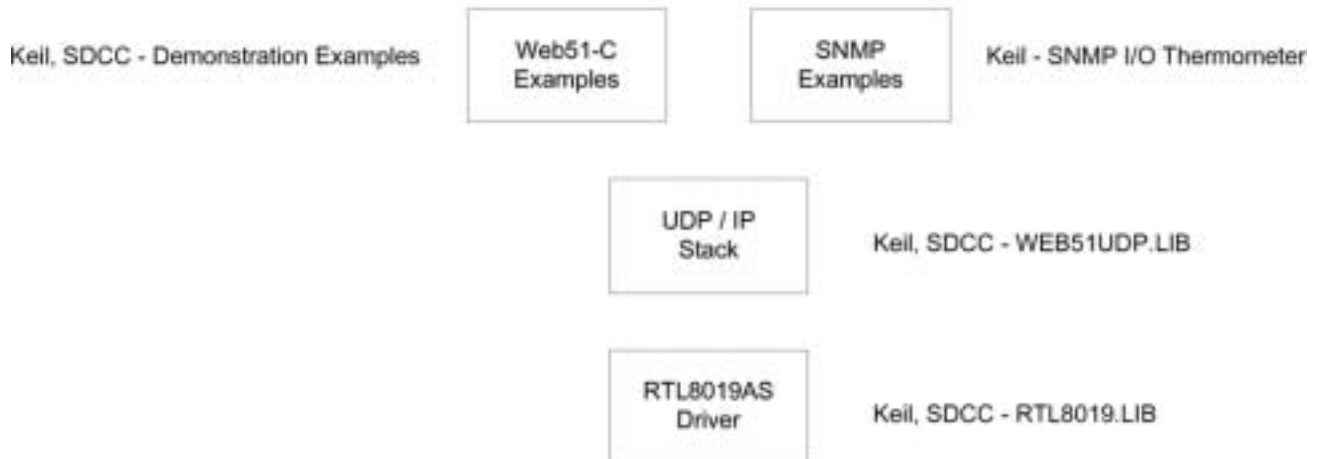 Keil, SDCC - Demonstration Examples
Web51-C
Examples
SNMP
Examples
Keil - SNMP I/O Thermometer
UDP / IP
Stack
Keil, SDCC - WEB51UDP.LIB
RTL8019AS
Driver
Keil, SDCC - RTL8019.LIB